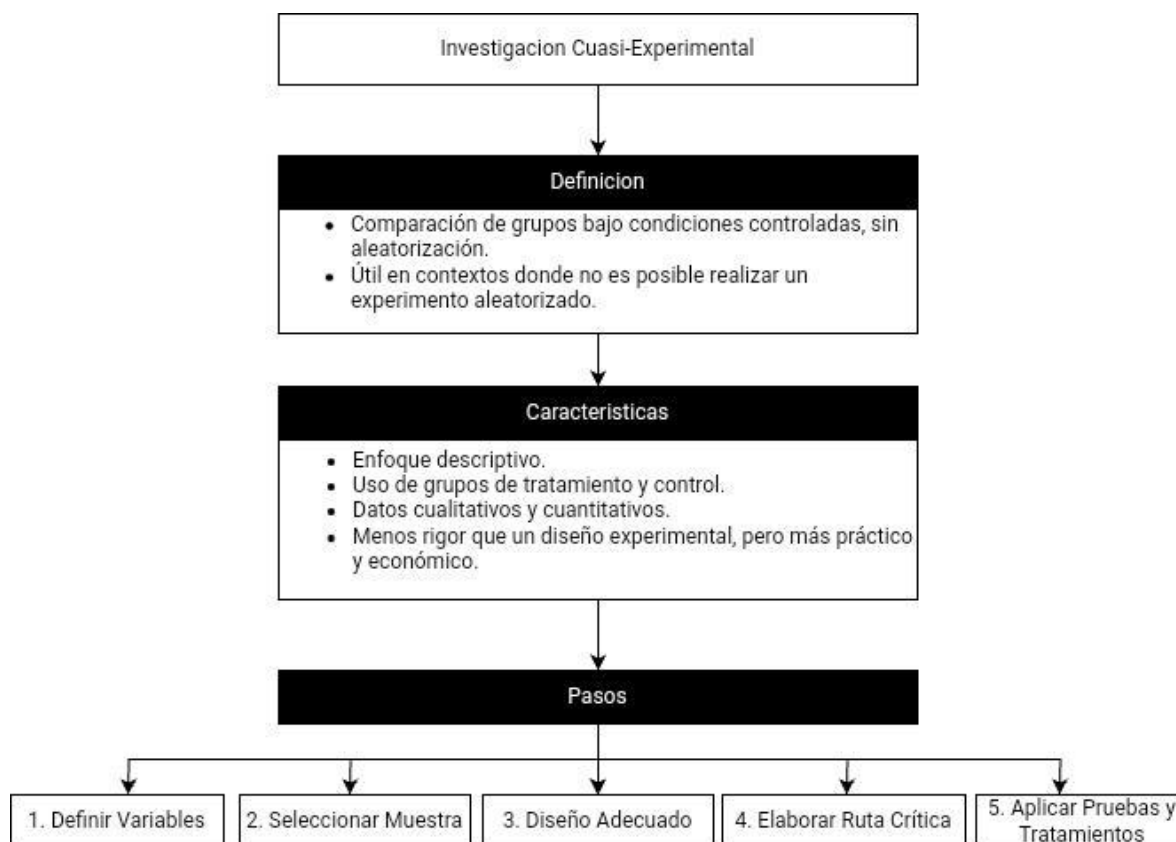 Investigacion Cuasi-Experimental
Definicion
• Comparación de grupos bajo condiciones controladas, sin
aleatorización.
• Útil en contextos donde no es posible realizar un
experimento aleatorizado.
Caracteristicas
• Enfoque descriptivo.
• Uso de grupos de tratamiento y control.
• Datos cualitativos y cuantitativos.
• Menos rigor que un diseño experimental, pero más práctico
y económico.
Pasos
1. Definir Variables
2. Seleccionar Muestra
3. Diseño Adecuado
4. Elaborar Ruta Crítica
5. Aplicar Pruebas y
Tratamientos